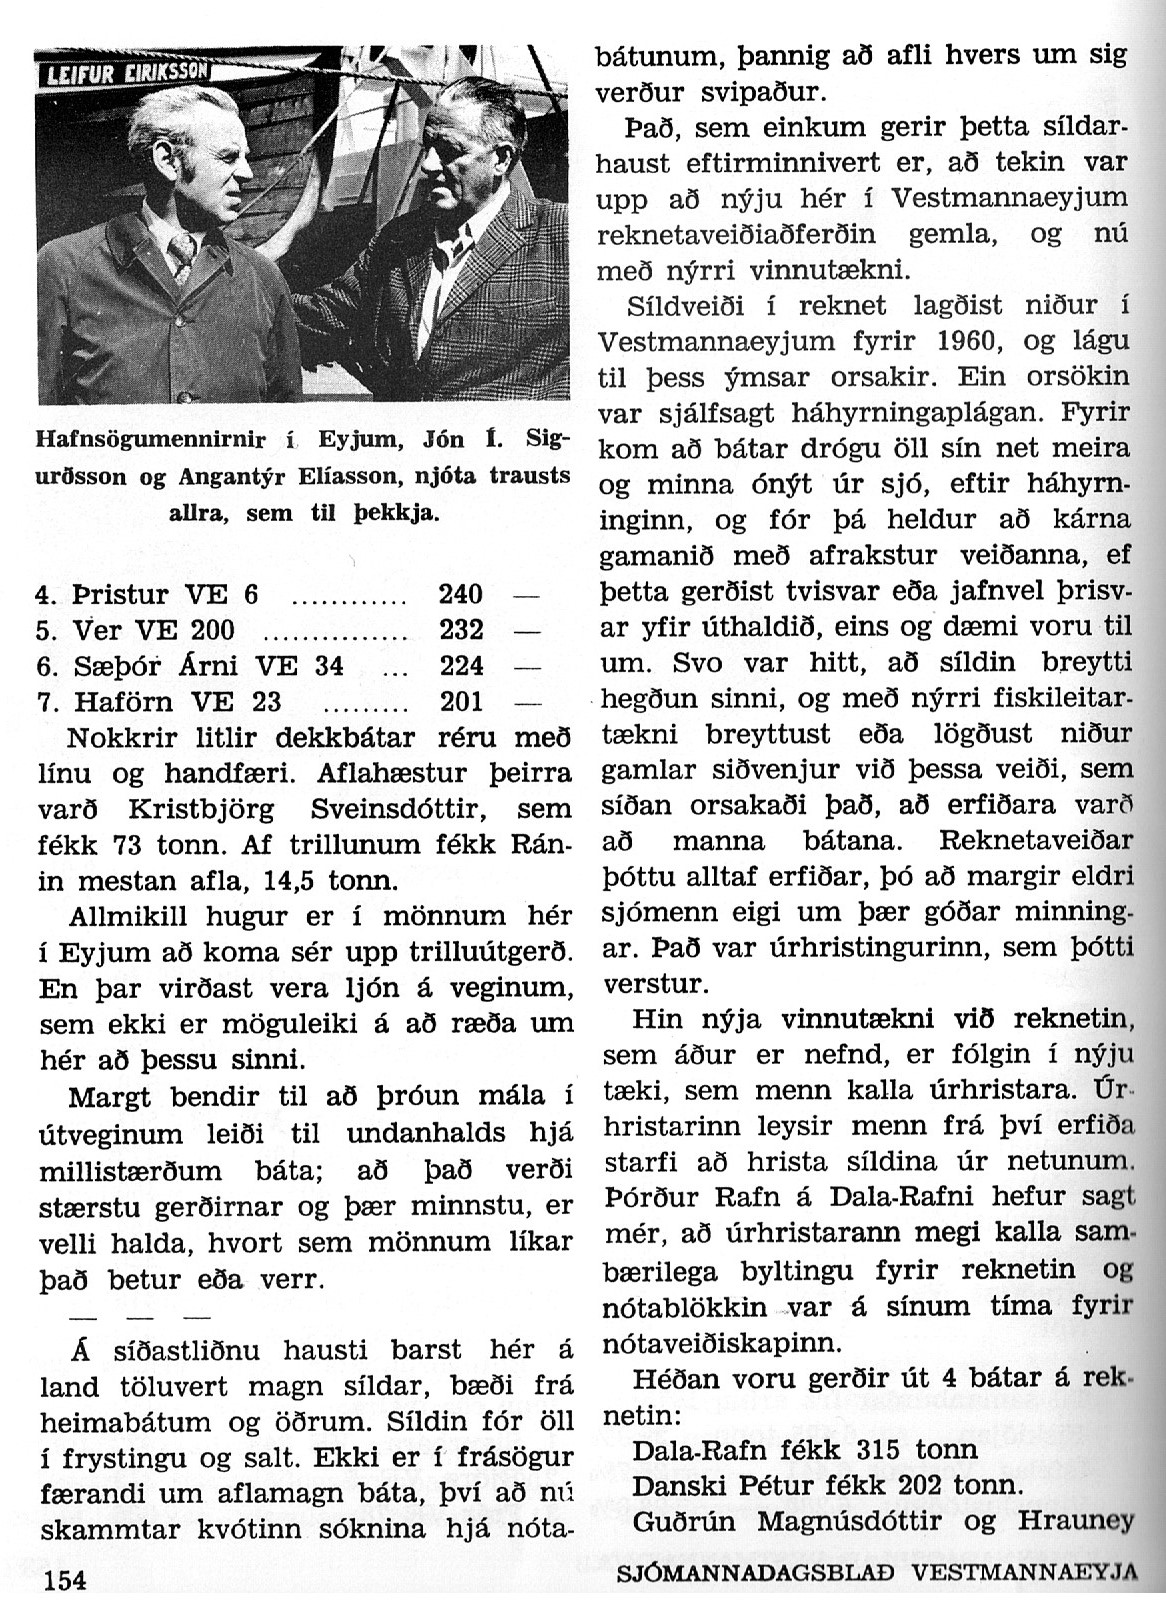 LEIFUR EIRIKSSON
Hafnsögumennirnir í Eyjum, Jón Í. Sig-
urðsson og Angantýr Elíasson, njóta trausts
allra, sem til þekkja.
4. Þristur VE 6 ............ 240 —
5. Ver VE 200 ............... 232 —
6. Sæþór Árni VE 34 ... 224 —
7. Haförn VE 23 ......... 201 —
Nokkrir litlir dekkbátar réru með
línu og handfæri. Aflahæstur þeirra
varð Kristbjörg Sveinsdóttir, sem
fékk 73 tonn. Af trillunum fékk Rán-
in mestan afla, 14,5 tonn.
Allmikill hugur er í mönnum hér
í Eyjum að koma sér upp trilluútgerð.
En þar virðast vera ljón á veginum,
sem ekki er möguleiki á að ræða um
hér að þessu sinni.
Margt bendir til að þróun mála í
útveginum leiði til undanhalds hjá
millistærðum báta; að það verði
stærstu gerðirnar og þær minnstu, er
velli halda, hvort sem mönnum líkar
það betur eða verr.
— — —
Á síðastliðnu hausti barst hér á
land töluvert magn síldar, bæði frá
heimabátum og öðrum. Síldin fór öll
í frystingu og salt. Ekki er í frásögur
færandi um aflamagn báta, því að nú
skammtar kvótinn sóknina hjá nóta-
154
bátunum, þannig að afli hvers um sig
verður svipaður.
Það, sem einkum gerir þetta síldar-
haust eftirminnivert er, að tekin var
upp að nýju hér í Vestmannaeyjum
reknetaveiðiaðferðin gemla, og nú
með nýrri vinnutækni.
Síldveiði í reknet lagðist niður í
Vestmannaeyjum fyrir 1960, og lágu
til þess ýmsar orsakir. Ein orsökin
var sjálfsagt háhyrningaplágan. Fyrir
kom að bátar drógu öll sín net meira
og minna ónýt úr sjó, eftir háhyrn-
inginn, og fór þá heldur að kárna
gamanið með afrakstur veiðanna, ef
þetta gerðist tvisvar eða jafnvel þrisv-
ar yfir úthaldið, eins og dæmi voru til
um. Svo var hitt, að síldin breytti
hegðun sinni, og með nýrri fiskileitar-
tækni breyttust eða lögðust niður
gamlar siðvenjur við þessa veiði, sem
síðan orsakaði það, að erfiðara varð
að manna bátana. Reknetaveiðar
þóttu alltaf erfiðar, þó að margir eldri
sjómenn eigi um þær góðar minning-
ar. Það var úrhristingurinn, sem þótti
verstur.
Hin nýja vinnutækni við reknetin,
sem áður er nefnd, er fólgin í nýju
tæki, sem menn kalla úrhristara. Úr-
hristarinn leysir menn frá því erfiða
starfi að hrista síldina úr netunum.
Þórður Rafn á Dala-Rafni hefur sagt
mér, að úrhristarann megi kalla sam-
bærilega byltingu fyrir reknetin og
nótablökkin var á sínum tíma fyrir
nótaveiðiskapinn.
Héðan voru gerðir út 4 bátar á rek-
netin:
Dala-Rafn fékk 315 tonn
Danski Pétur fékk 202 tonn.
Guðrún Magnúsdóttir og Hrauney
SJÓMANNADAGSBLAÐ VESTMANNAEYJA